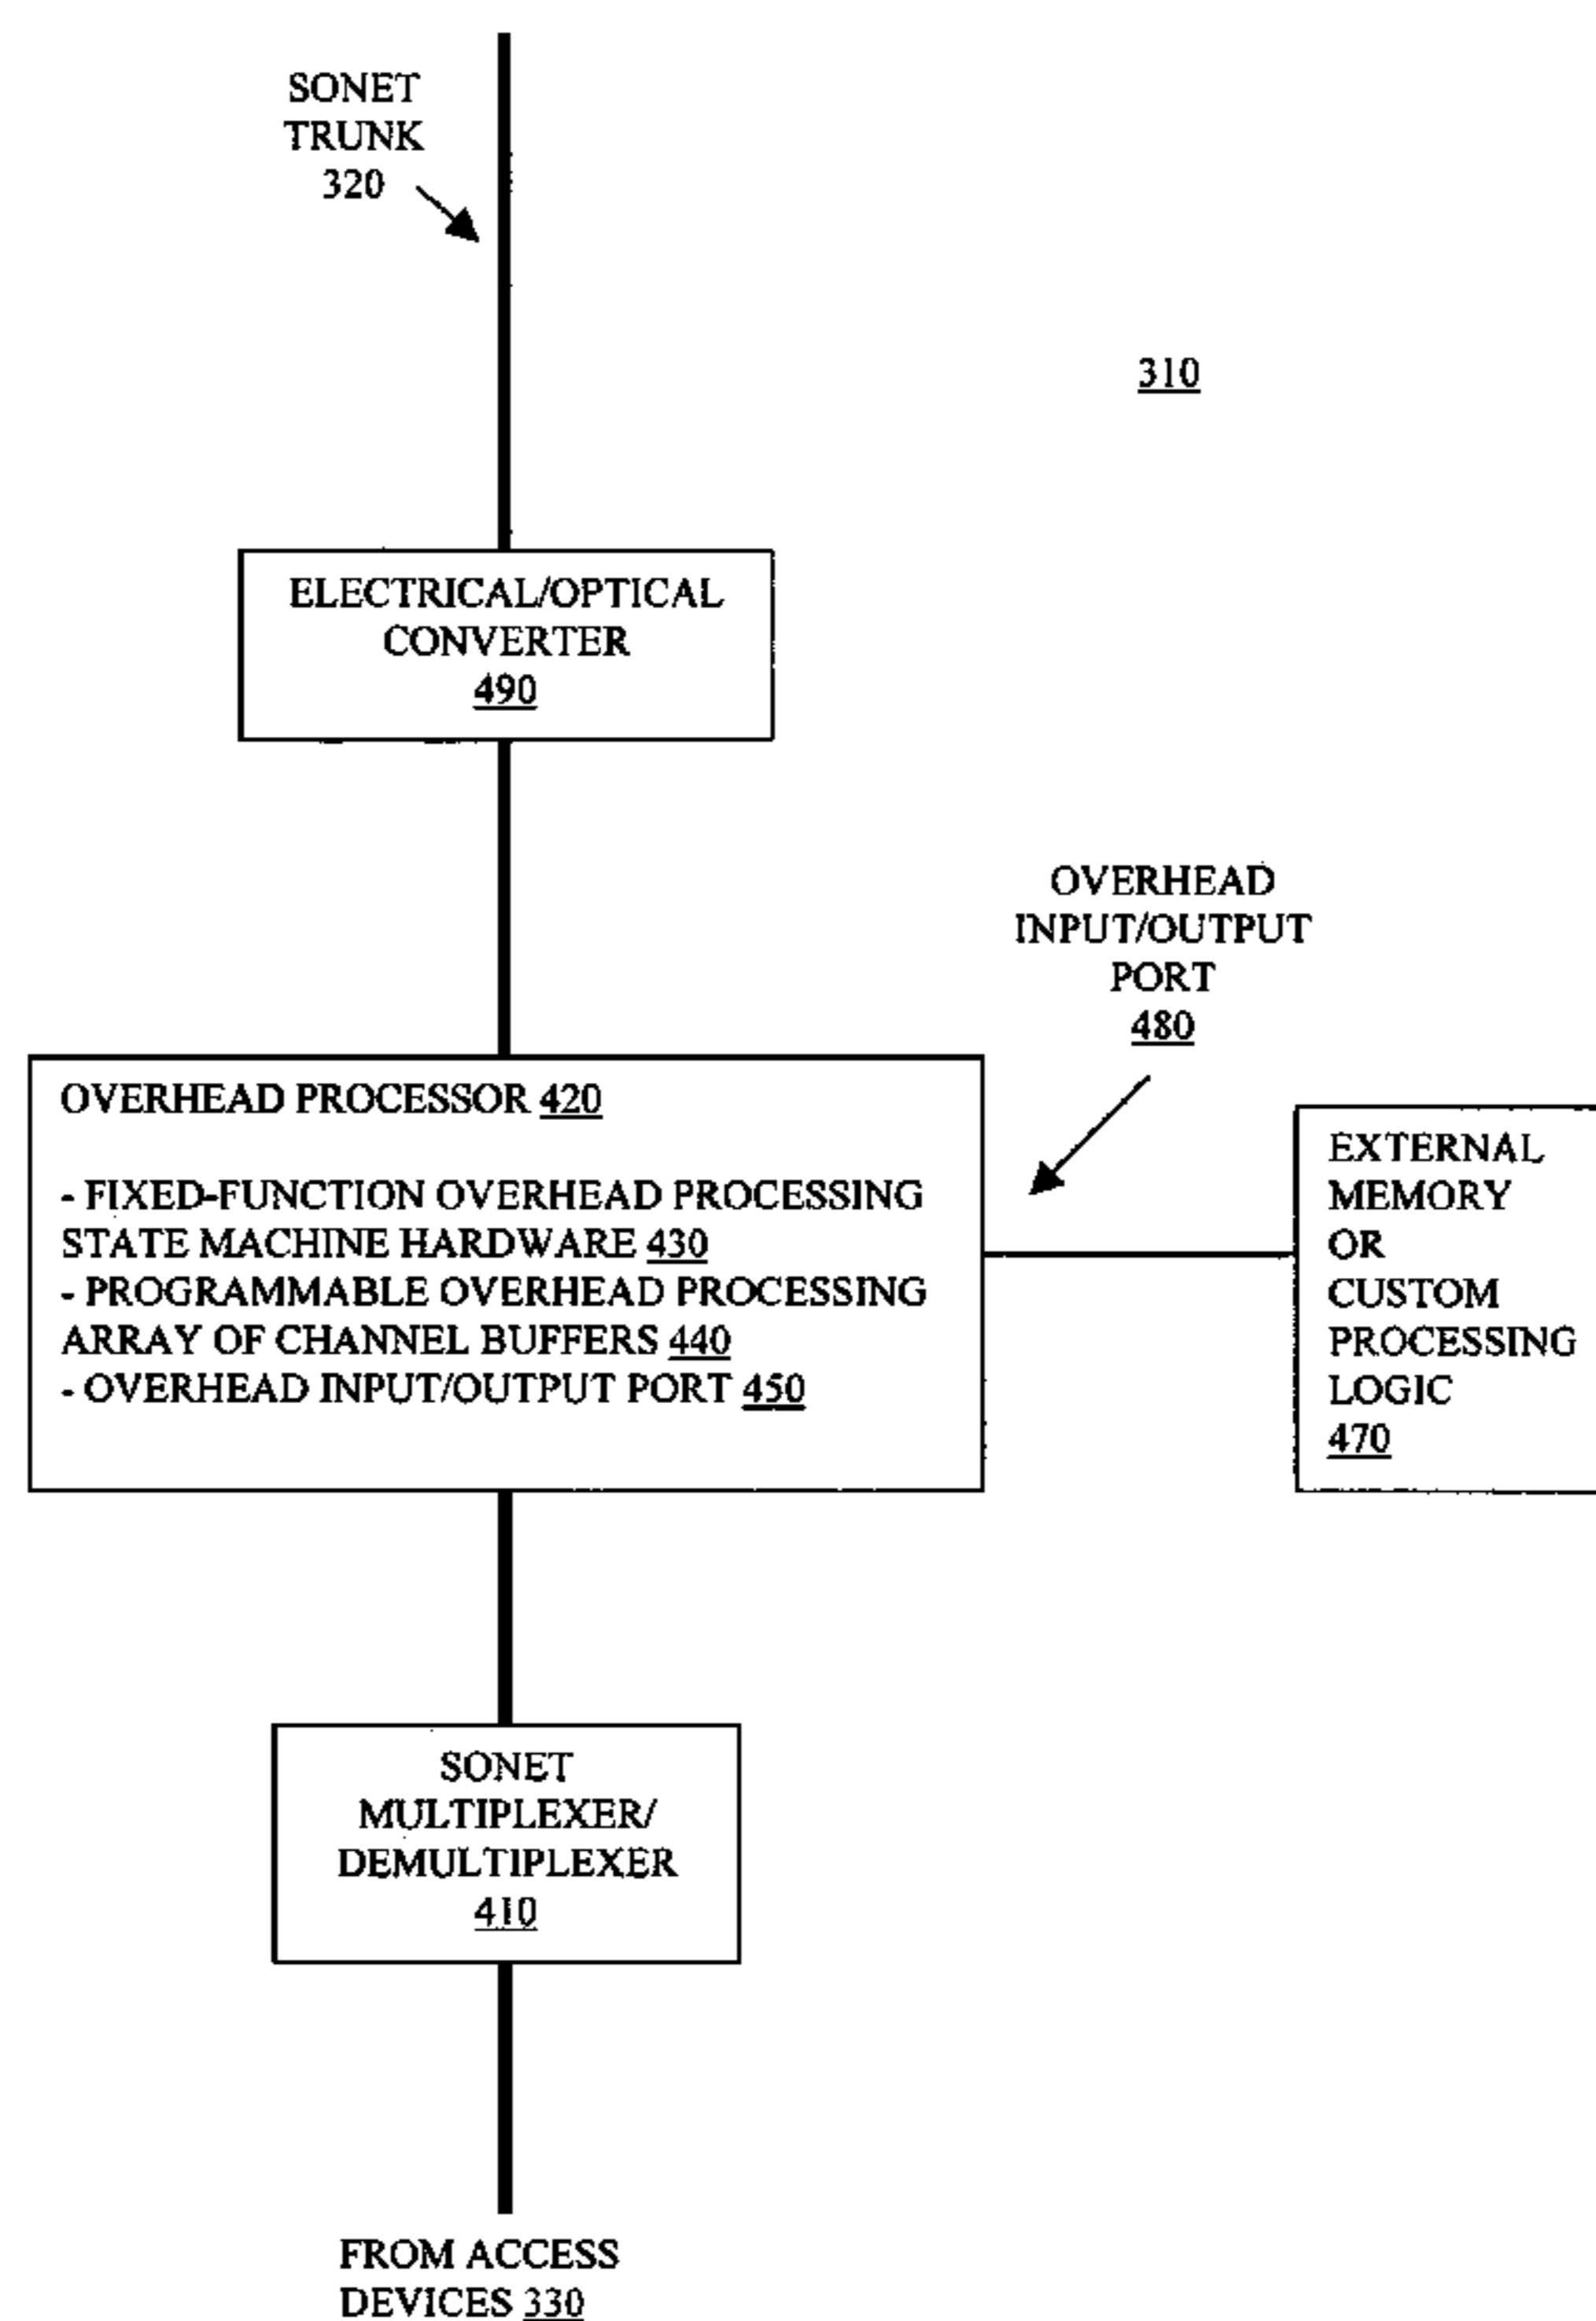 SONET
TRUNK
320
310
ELECTRICAL/OPTICAL
CONVERTER
490
OVERHEAD
INPUT/OUTPUT
PORT
480
OVERHEAD PROCESSOR 420
- FIXED-FUNCTION OVERHEAD PROCESSING
STATE MACHINE HARDWARE 430
- PROGRAMMABLE OVERHEAD PROCESSING
ARRAY OF CHANNEL BUFFERS 440
- OVERHEAD INPUT/OUTPUT PORT 450
EXTERNAL
MEMORY
OR
CUSTOM
PROCESSING
LOGIC
470
SONET
MULTIPLEXER/
DEMULTIPLEXER
410
FROM ACCESS
DEVICES 330